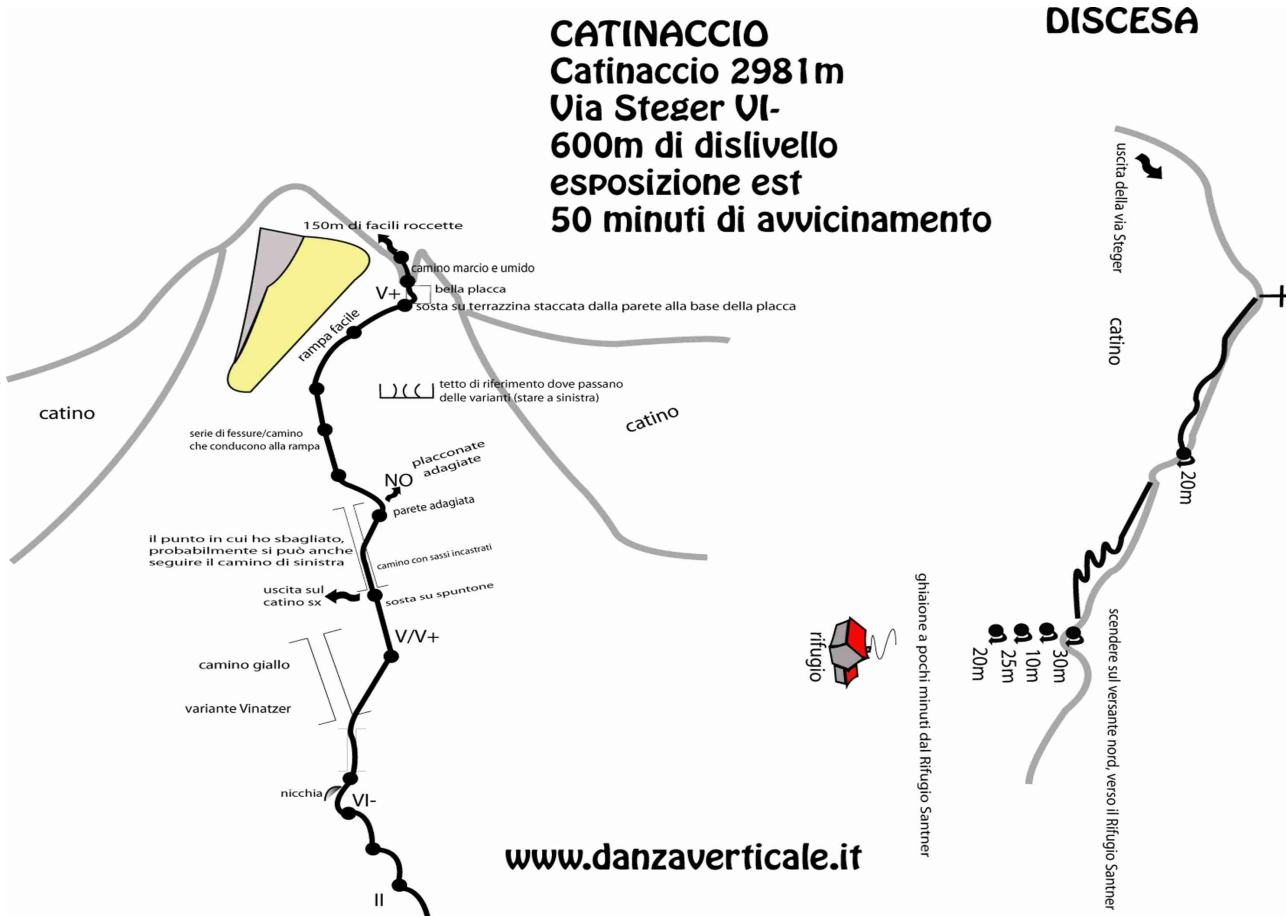 CATINACCIO
Catinaccio 2981m
Via Steger VI-
600m di dislivello
esposizione est
50 minuti di avvicinamento
DISCESA
150m di facili roccette
camino marcio e umido
bella placca
V+
sosta su terrazzina staccata dalla parete alla base della placca
rampa facile
tetto di riferimento dove passano
delle varianti (stare a sinistra)
catino
catino
serie di fessure/camino
che conducono alla rampa
placconate
adagiate
NO
parete adagiata
il punto in cui ho sbagliato,
probabilmente si può anche
seguire il camino di sinistra
camino con sassi incastrati
uscita sul
catino sx
sosta su spuntone
V/V+
camino giallo
variante Vinatzer
nicchia
VI-
II
www.danzaverticale.it
uscita della via Steger
catino
20m
30m
10m
25m
20m
rifugio
ghiaione a pochi minuti dal Rifugio Santner
scendere sul versante nord, verso il Rifugio Santner